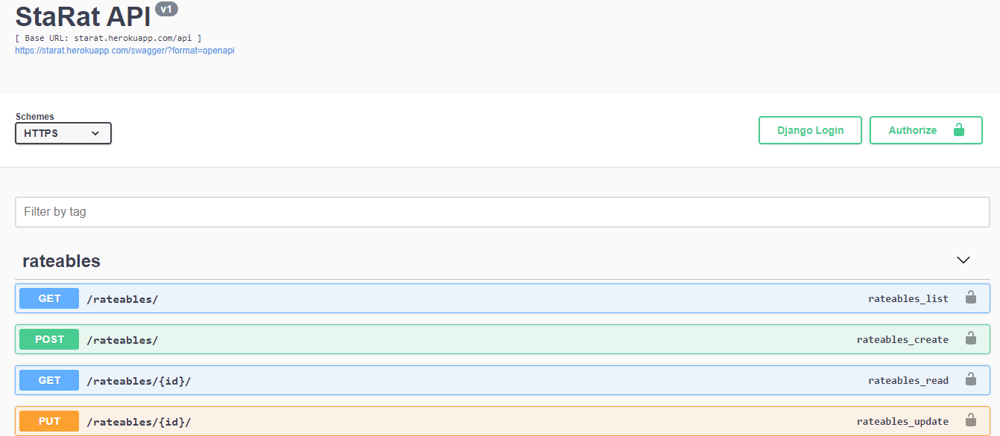 StaRat API v1
[ Base URL: starat.herokuapp.com/api ]
https://starat.herokuapp.com/swagger/?format=openapi
Schemes
HTTPS
Django Login
Authorize
Filter by tag
rateables
GET /rateables/ rateables_list
POST /rateables/ rateables_create
GET /rateables/{id}/ rateables_read
PUT /rateables/{id}/ rateables_update